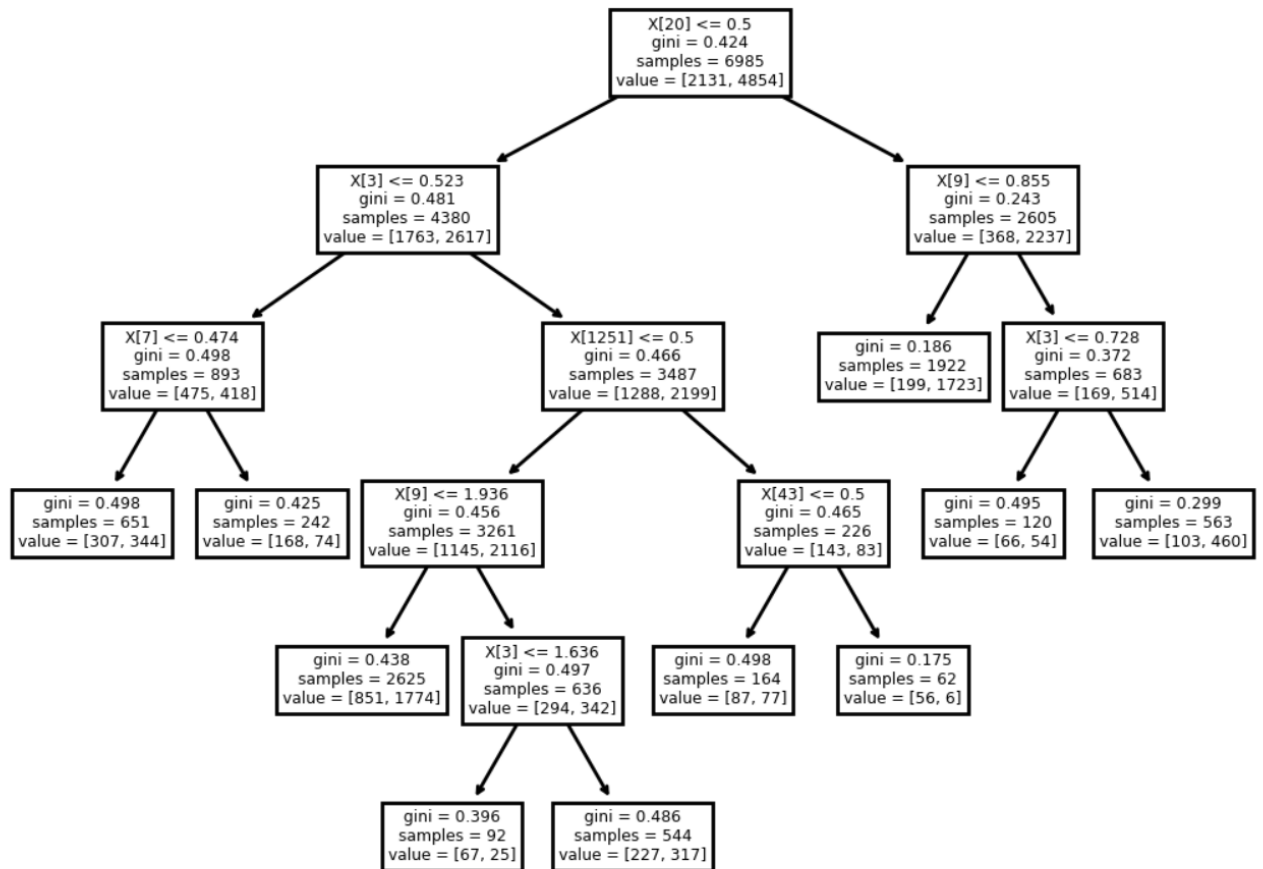 X[20] <= 0.5
gini = 0.424
samples = 6985
value = [2131, 4854]
X[3] <= 0.523
gini = 0.481
samples = 4380
value = [1763, 2617]
X[9] <= 0.855
gini = 0.243
samples = 2605
value = [368, 2237]
X[7] <= 0.474
gini = 0.498
samples = 893
value = [475, 418]
X[1251] <= 0.5
gini = 0.466
samples = 3487
value = [1288, 2199]
gini = 0.186
samples = 1922
value = [199, 1723]
X[3] <= 0.728
gini = 0.372
samples = 683
value = [169, 514]
gini = 0.498
samples = 651
value = [307, 344]
gini = 0.425
samples = 242
value = [168, 74]
X[9] <= 1.936
gini = 0.456
samples = 3261
value = [1145, 2116]
X[43] <= 0.5
gini = 0.465
samples = 226
value = [143, 83]
gini = 0.495
samples = 120
value = [66, 54]
gini = 0.299
samples = 563
value = [103, 460]
gini = 0.438
samples = 2625
value = [851, 1774]
X[3] <= 1.636
gini = 0.497
samples = 636
value = [294, 342]
gini = 0.498
samples = 164
value = [87, 77]
gini = 0.175
samples = 62
value = [56, 6]
gini = 0.396
samples = 92
value = [67, 25]
gini = 0.486
samples = 544
value = [227, 317]